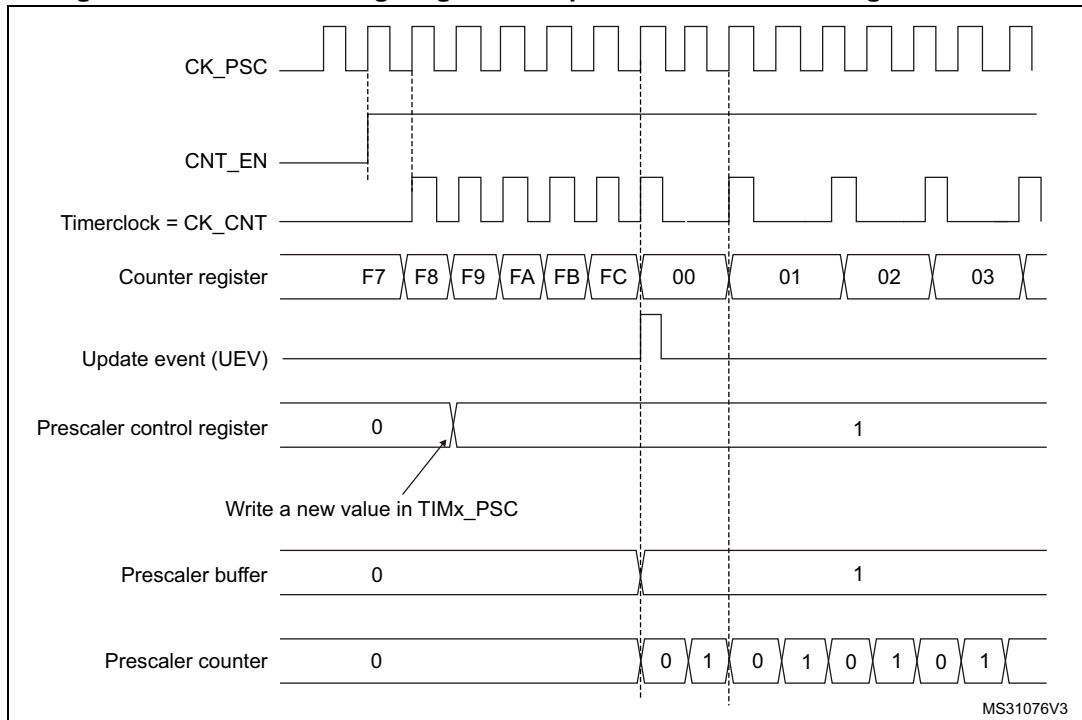 CK_PSC
CNT_EN
Timerclock = CK_CNT
Counter register F7 F8 F9 FA FB FC 00 01 02 03
Update event (UEV)
Prescaler control register 0 1
Write a new value in TIMx_PSC
Prescaler buffer 0 1
Prescaler counter 0 0 1 0 1 0 1 0 1
MS31076V3